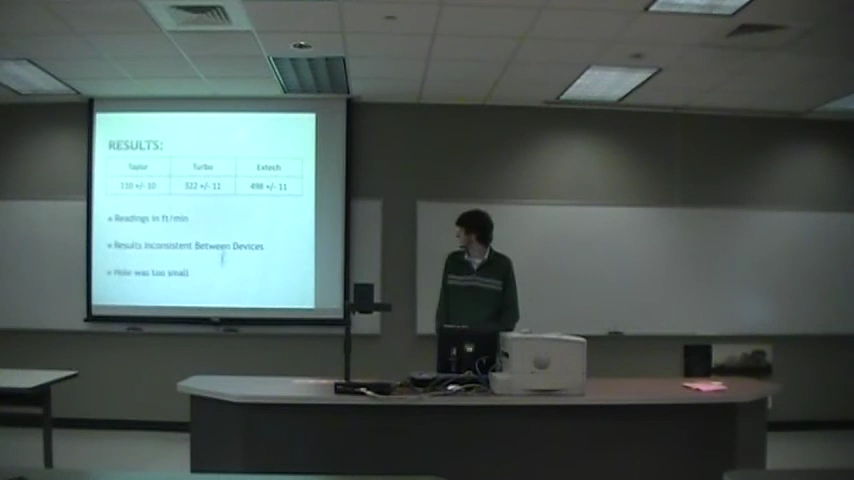 RESULTS:
Taylor Turbo Extech
110 +/- 10 322 +/- 11 498 +/- 11
Readings in ft/min
Results Inconsistent Between Devices
Hole was too small